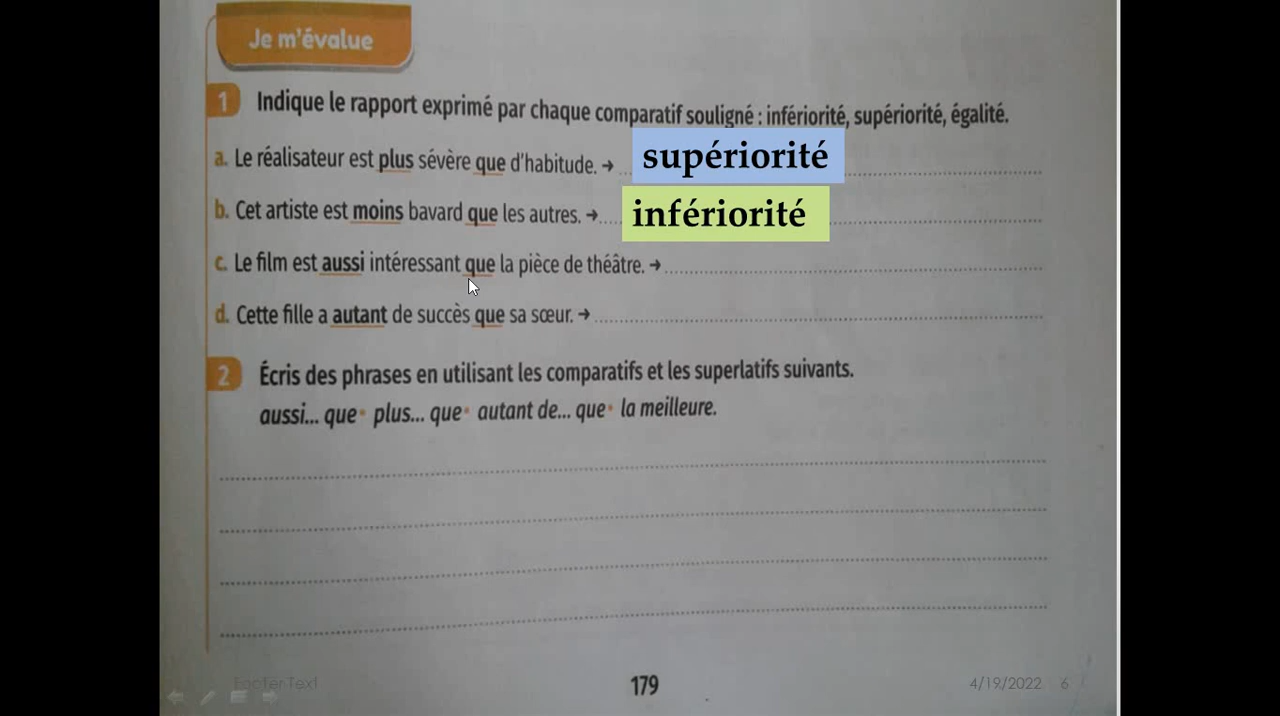 Je m'évalue
1 Indique le rapport exprimé par chaque comparatif souligné : infériorité, supériorité, égalité.
a. Le réalisateur est plus sévère que d'habitude. → supériorité
b. Cet artiste est moins bavard que les autres. → infériorité
c. Le film est aussi intéressant que la pièce de théâtre. →
d. Cette fille a autant de succès que sa sœur. →
2 Écris des phrases en utilisant les comparatifs et les superlatifs suivants.
aussi... que • plus... que • autant de... que • la meilleure.
Footer Text
179
4/19/2022 6